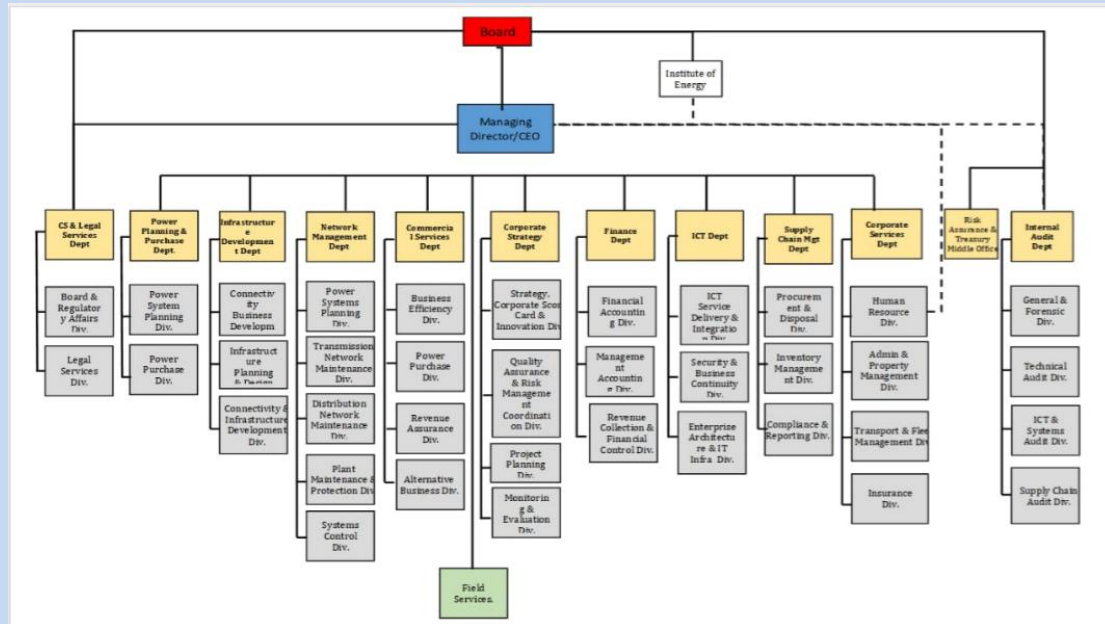 Board
Institute of
Energy
Managing
Director/CEO
CS & Legal
Services
Dept
Power
Planning &
Purchase Dept.
Infrastructur
e
Developmen
t Dept
Network
Management
Dept
Commercia
l Services
Dept
Corporate
Strategy
Dept
Finance
Dept
ICT Dept
Supply
Chain Mgt
Dept
Corporate
Services
Dept
Risk
Assurance &
Treasury
Middle Office
Internal
Audit
Dept
Board &
Regulator
y Affairs
Div.
Legal
Services
Div.
Power
System
Planning
Div.
Power
Purchase
Div.
Connectiv
ity
Business
Developm
Infrastruct
ure
Planning
& Design
Connectivity &
Infrastructure
Development
Div.
Power
Systems
Planning
Div.
Transmission
Network
Maintenance
Div.
Distribution
Network
Maintenance
Div.
Plant
Maintenance &
Protection Div
Systems
Control
Div.
Business
Efficiency
Div.
Power
Purchase
Div.
Revenue
Assurance
Div.
Alternative
Business Div.
Strategy,
Corporate Scor
Card &
Innovation Div
Quality
Assurance
& Risk
Managem
ent
Coordinati
on Div.
Project
Planning
Div.
Monitorin
g &
Evaluation
Div.
Financial
Accountin
g Div.
Managem
ent
Accountin
g Div.
Revenue
Collection &
Financial
Control Div.
ICT
Service
Delivery &
Integratio
n Div
Security &
Business
Continuity
Div.
Enterprise
Architectu
re & IT
Infra Div.
Procurem
ent &
Disposal
Div.
Inventory
Managem
ent Div.
Compliance &
Reporting Div.
Human
Resource
Div.
Admin &
Property
Management
Div.
Transport & Flee
Management Div
Insurance
Div.
General &
Forensic
Div.
Technical
Audit Div.
ICT &
Systems
Audit Div.
Supply Chain
Audit Div.
Field
Services.